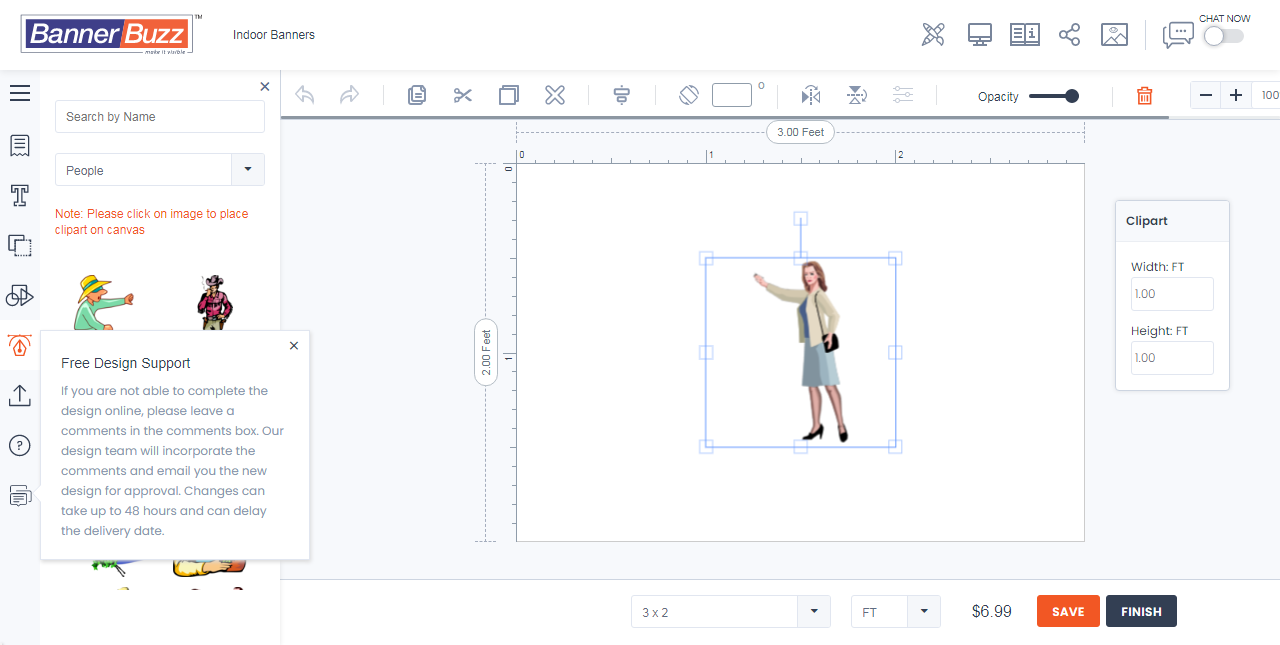 BannerBuzz™
make it visible
Indoor Banners
CHAT NOW
Search by Name
People
Note: Please click on image to place
clipart on canvas
Free Design Support
If you are not able to complete the
design online, please leave a
comments in the comments box. Our
design team will incorporate the
comments and email you the new
design for approval. Changes can
take up to 48 hours and can delay
the delivery date.
Opacity
100
3.00 Feet
0
1
2
0
1
2.00 Feet
Clipart
Width: FT
1.00
Height: FT
1.00
3 x 2
FT
$6.99
SAVE
FINISH